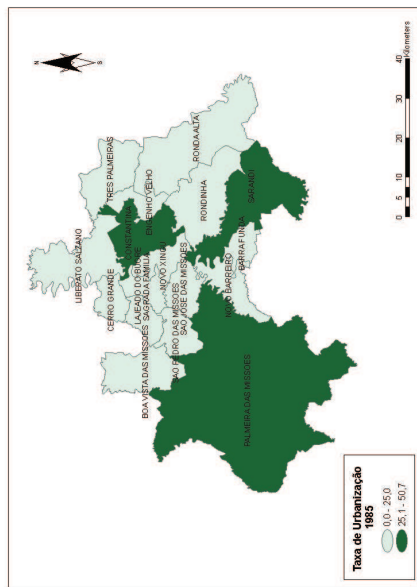 N
S
LIBERATO SALZANO
TRES PALMEIRAS
CERRO GRANDE
CONSTANTINA
RONDA ALTA
LAJEADO DO BUGRE
ENGENHO VELHO
SAGRADA FAMILIA
BOA VISTA DAS MISSOES
NOVO XINGU
RONDINHA
SAO PEDRO DAS MISSOES
SAO JOSE DAS MISSOES
SARANDI
NOVO BARREIRO
BARRA FUNDA
PALMEIRA DAS MISSOES
0 5 10 20 30 40
Kilometers
Taxa de Urbanização
1985
0,0 - 25,0
25,1 - 50,7